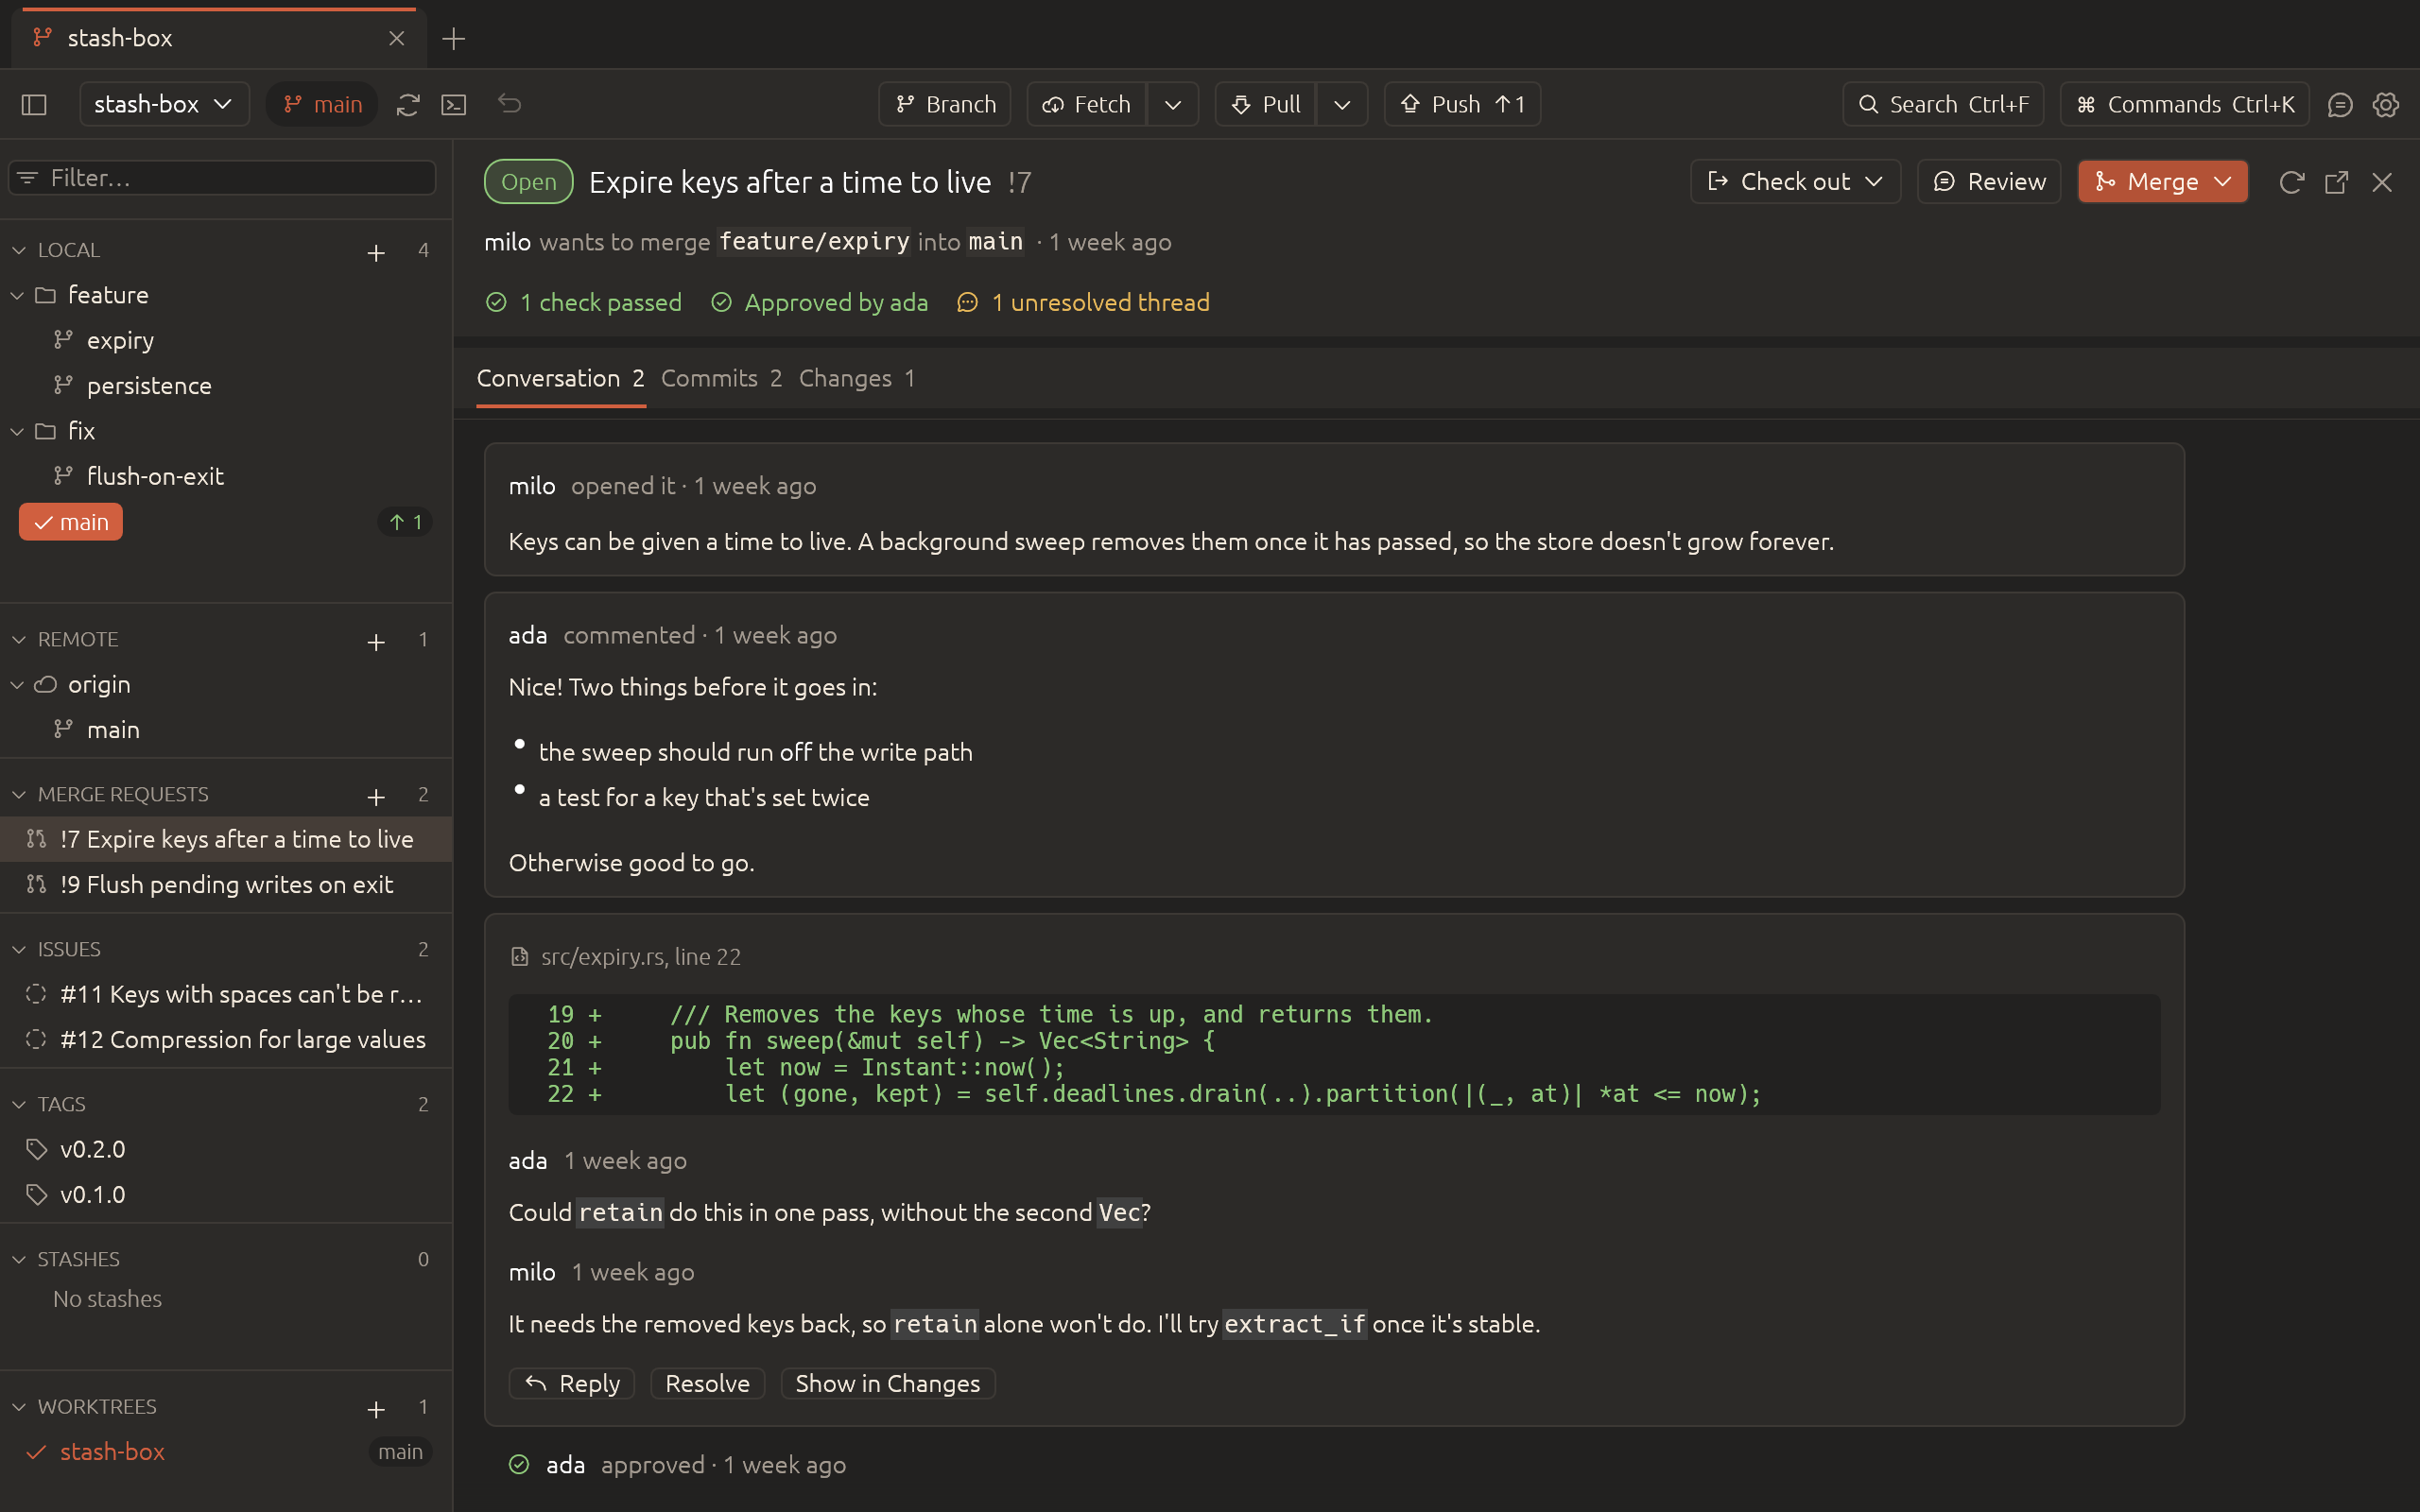 stash-box
stash-box
main
Branch
Fetch
Pull
Push ↑1
Search Ctrl+F
⌘ Commands Ctrl+K
Filter...
LOCAL 4
feature
expiry
persistence
fix
flush-on-exit
main ↑ 1
REMOTE 1
origin
main
MERGE REQUESTS 2
!7 Expire keys after a time to live
!9 Flush pending writes on exit
ISSUES 2
#11 Keys with spaces can't be r...
#12 Compression for large values
TAGS 2
v0.2.0
v0.1.0
STASHES 0
No stashes
WORKTREES 1
stash-box main
Open Expire keys after a time to live !7
Check out
Review
Merge
milo wants to merge feature/expiry into main · 1 week ago
1 check passed Approved by ada 1 unresolved thread
Conversation 2 Commits 2 Changes 1
milo opened it · 1 week ago
Keys can be given a time to live. A background sweep removes them once it has passed, so the store doesn't grow forever.
ada commented · 1 week ago
Nice! Two things before it goes in:
• the sweep should run off the write path
• a test for a key that's set twice
Otherwise good to go.
src/expiry.rs, line 22
19 + /// Removes the keys whose time is up, and returns them.
20 + pub fn sweep(&mut self) -> Vec<String> {
21 + let now = Instant::now();
22 + let (gone, kept) = self.deadlines.drain(..).partition(|(_, at)| *at <= now);
ada 1 week ago
Could retain do this in one pass, without the second Vec?
milo 1 week ago
It needs the removed keys back, so retain alone won't do. I'll try extract_if once it's stable.
Reply
Resolve
Show in Changes
ada approved · 1 week ago